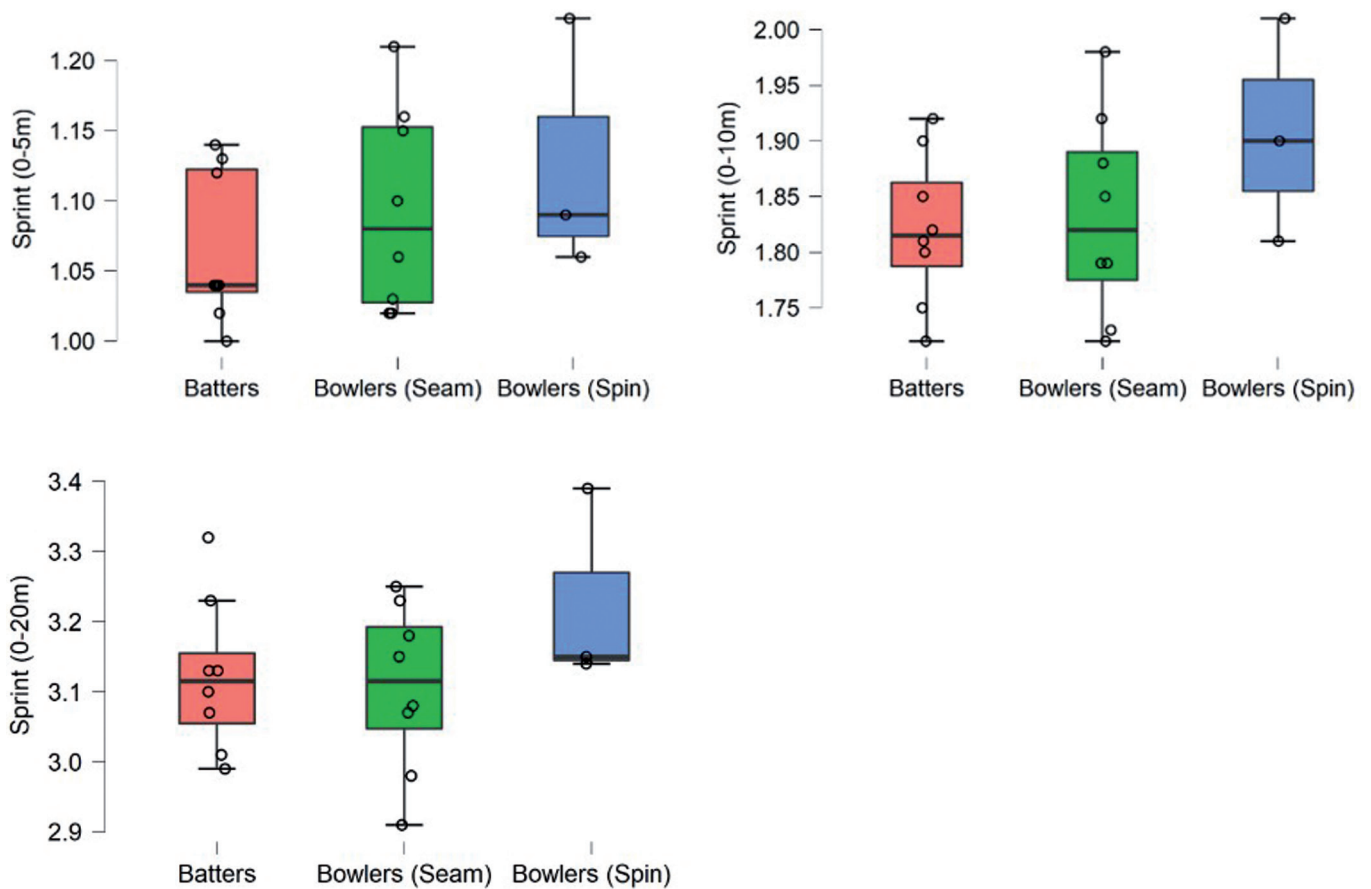 Sprint (0-5m)
1.20
1.15
1.10
1.05
1.00
Batters
Bowlers (Seam)
Bowlers (Spin)
Sprint (0-10m)
2.00
1.95
1.90
1.85
1.80
1.75
Batters
Bowlers (Seam)
Bowlers (Spin)
Sprint (0-20m)
3.4
3.3
3.2
3.1
3.0
2.9
Batters
Bowlers (Seam)
Bowlers (Spin)